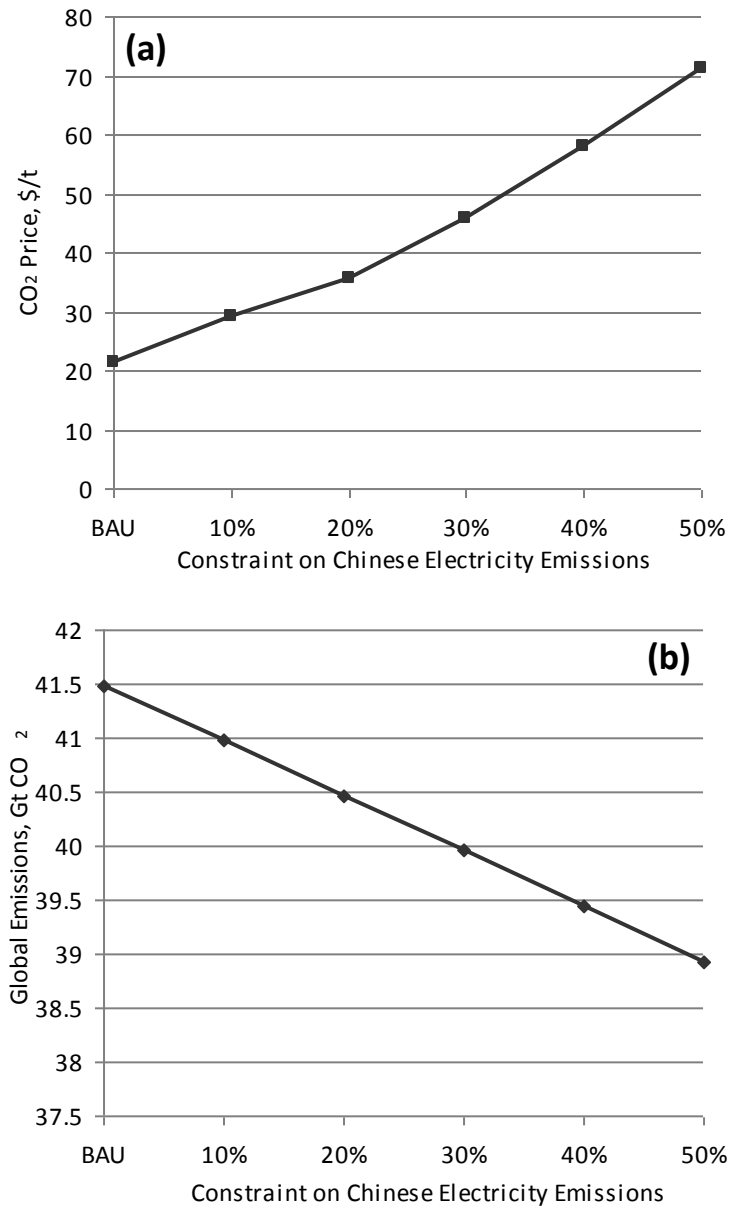 (a)
80
70
60
50
40
30
20
10
0
CO2 Price, $/t
BAU 10% 20% 30% 40% 50%
Constraint on Chinese Electricity Emissions
(b)
42
41.5
41
40.5
40
39.5
39
38.5
38
37.5
Global Emissions, Gt CO 2
BAU 10% 20% 30% 40% 50%
Constraint on Chinese Electricity Emissions